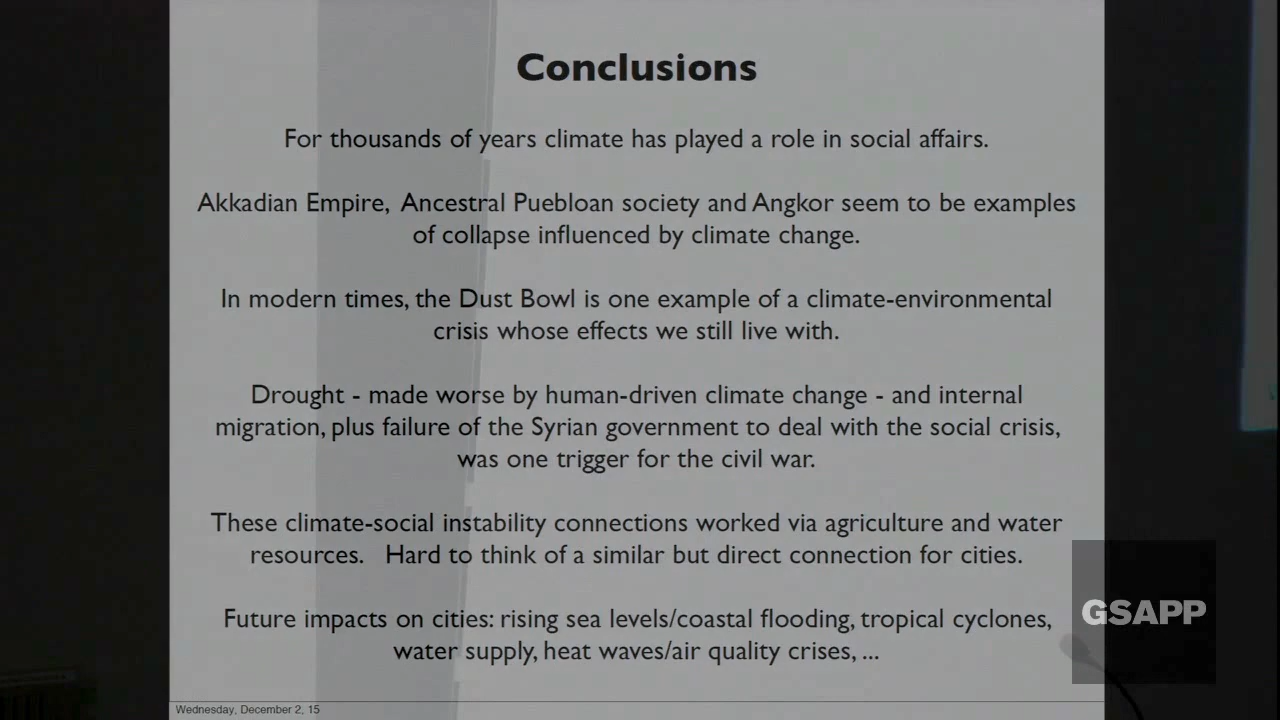 Conclusions
For thousands of years climate has played a role in social affairs.
Akkadian Empire, Ancestral Puebloan society and Angkor seem to be examples
of collapse influenced by climate change.
In modern times, the Dust Bowl is one example of a climate-environmental
crisis whose effects we still live with.
Drought - made worse by human-driven climate change - and internal
migration, plus failure of the Syrian government to deal with the social crisis,
was one trigger for the civil war.
These climate-social instability connections worked via agriculture and water
resources. Hard to think of a similar but direct connection for cities.
Future impacts on cities: rising sea levels/coastal flooding, tropical cyclones,
water supply, heat waves/air quality crises, ...
GSAPP
Wednesday, December 2, 15